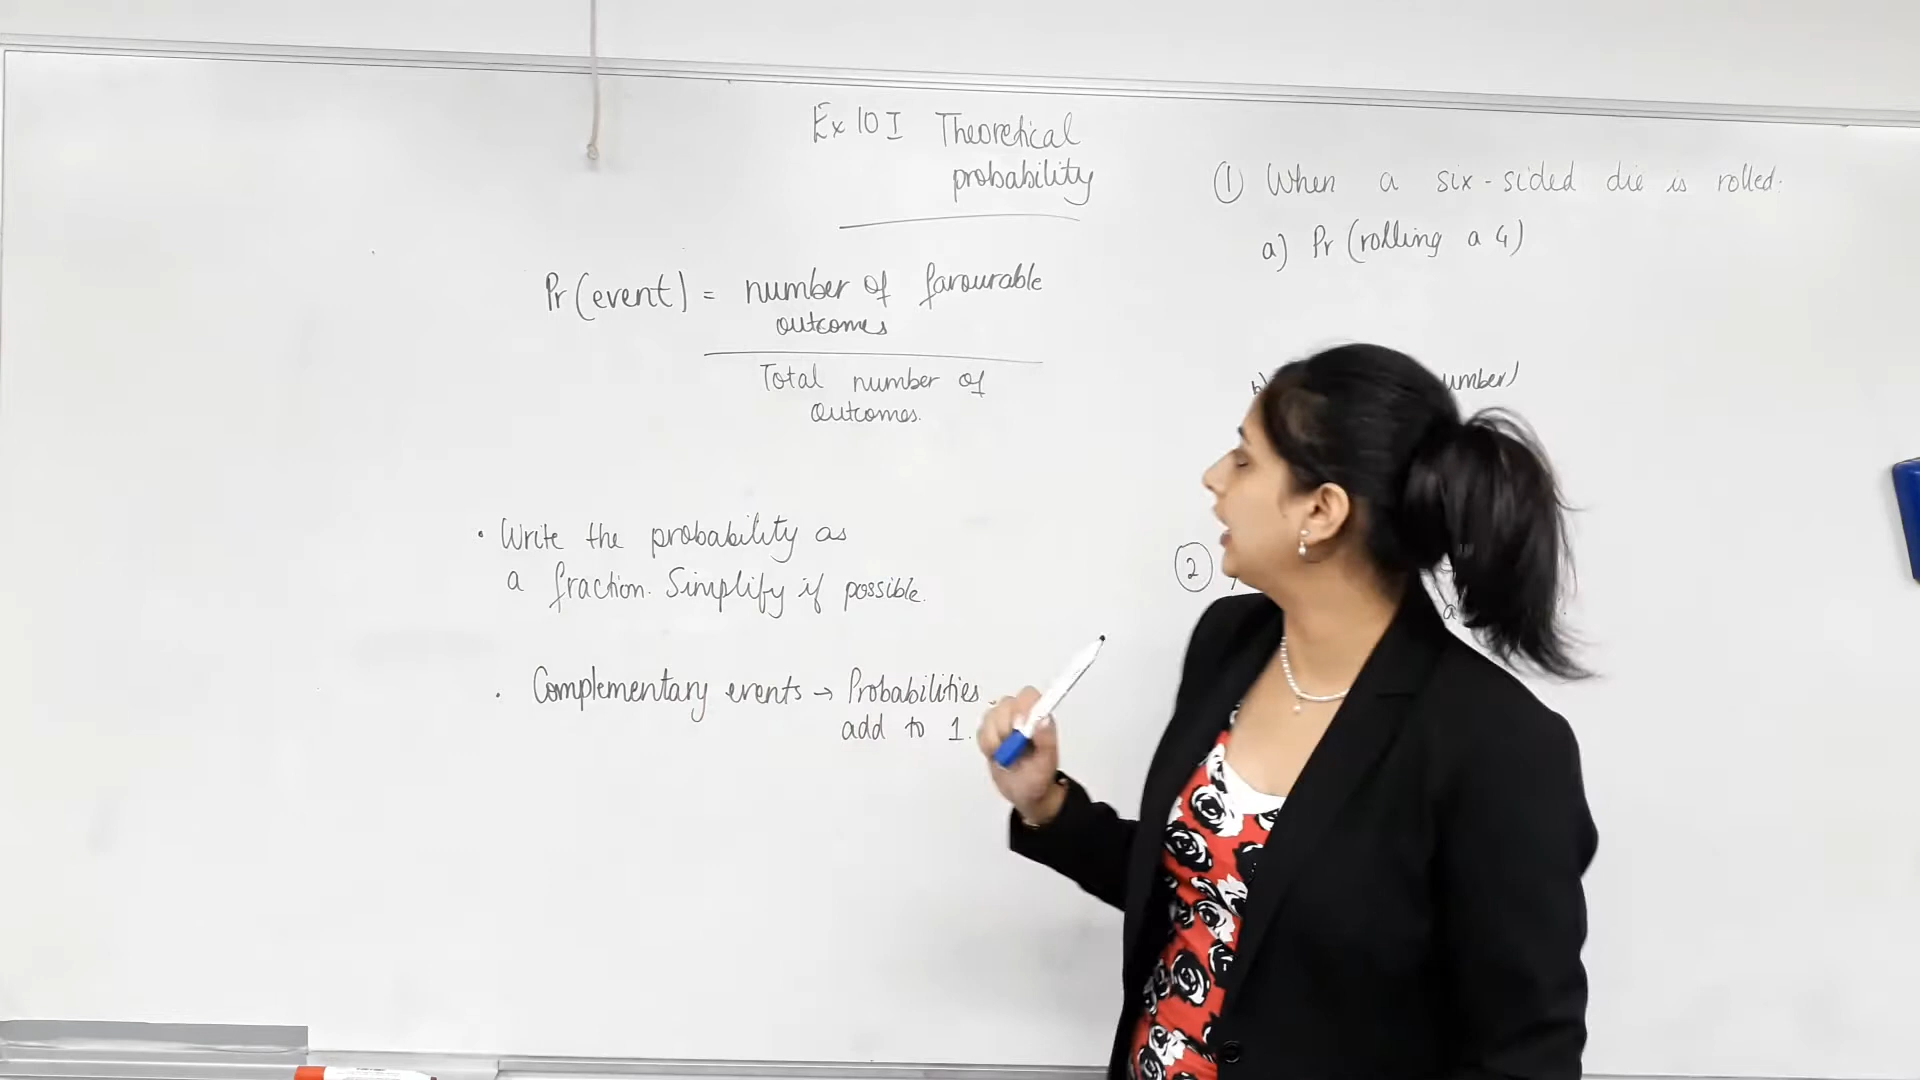 Ex 10 I Theoretical
probability
Pr (event) = number of favourable
outcomes
Total number of
outcomes.
• Write the probability as
a fraction. Simplify if possible.
• Complementary events → Probabilities
add to 1.
① When a six-sided die is rolled:
a) Pr (rolling a 4)
②